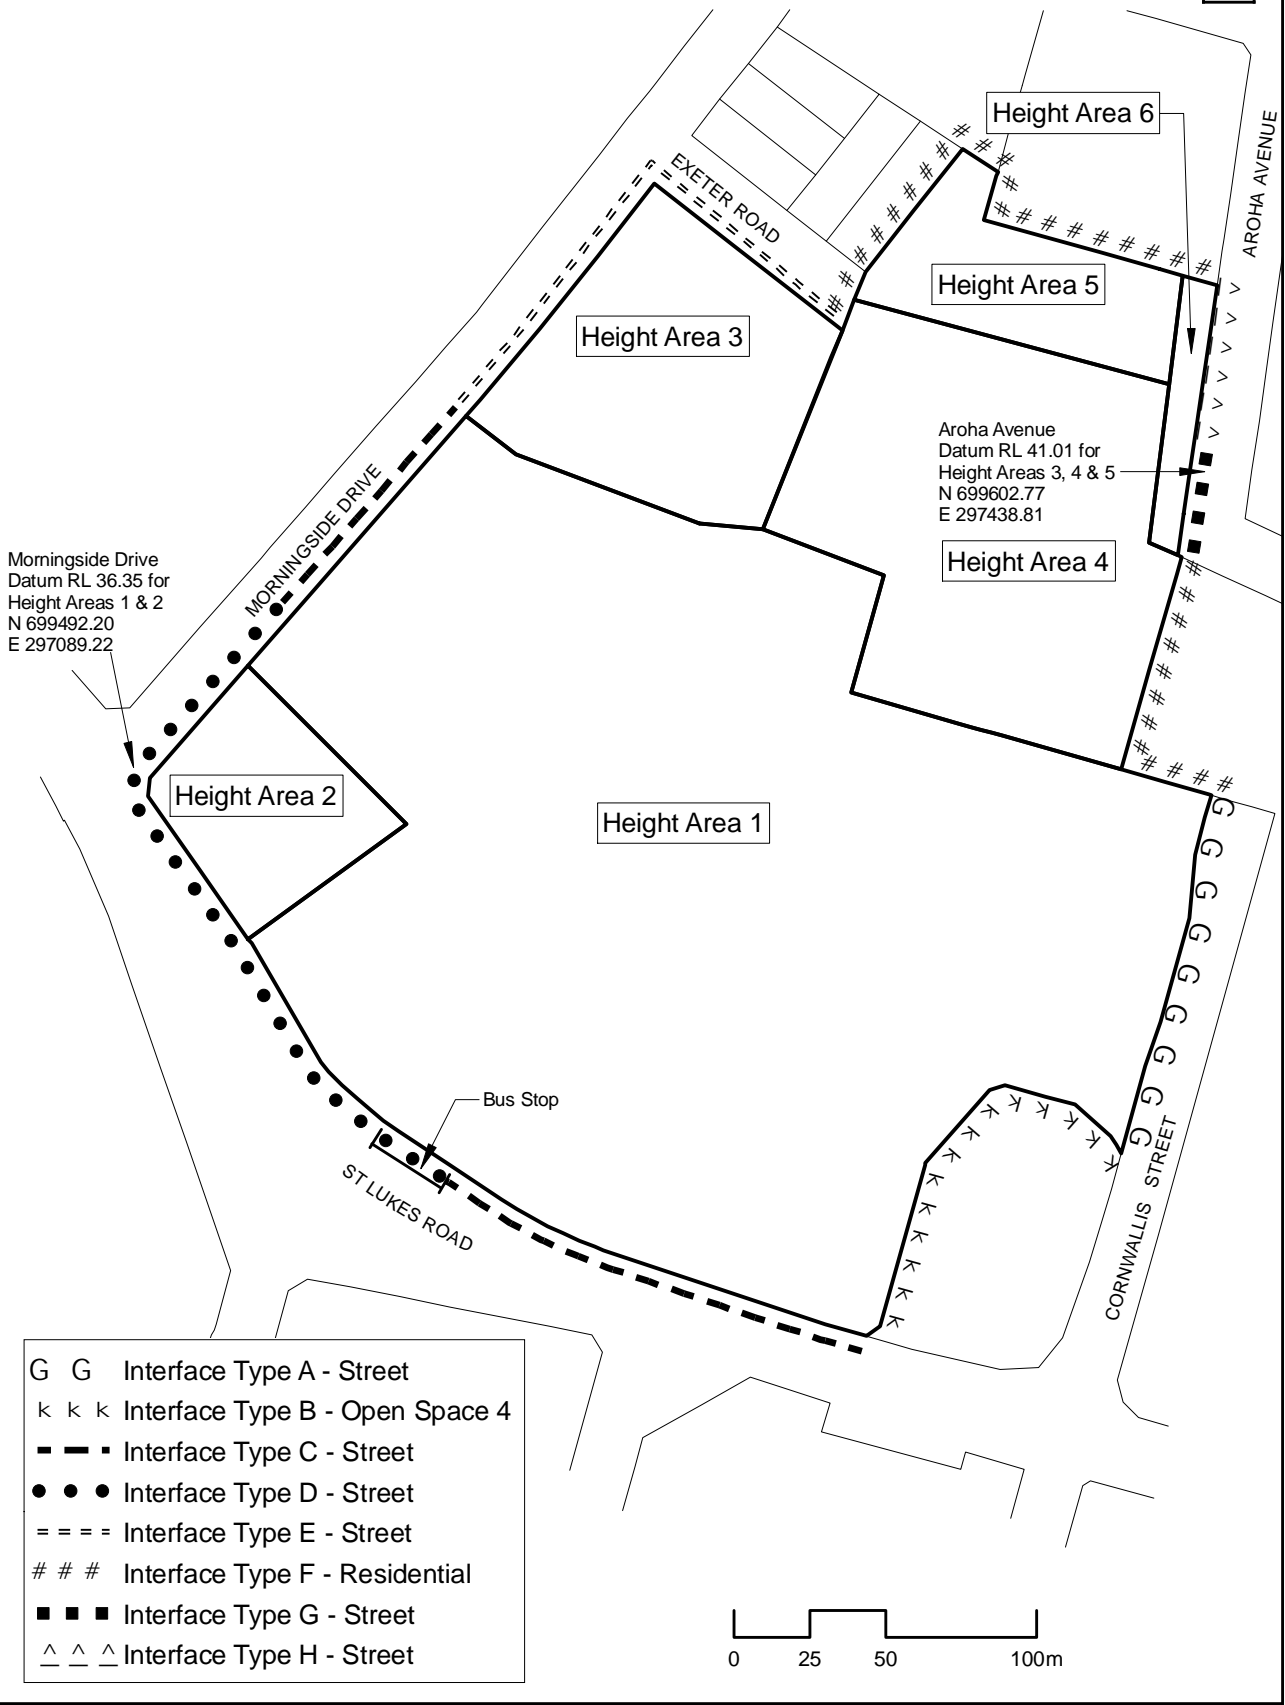 Height Area 6
AROHA AVENUE
EXETER ROAD
Height Area 5
Height Area 3
Aroha Avenue
Datum RL 41.01 for
Height Areas 3, 4 & 5
N 699602.77
E 297438.81
MORNINGSIDE DRIVE
Height Area 4
Morningside Drive
Datum RL 36.35 for
Height Areas 1 & 2
N 699492.20
E 297089.22
Height Area 2
Height Area 1
Bus Stop
ST LUKES ROAD
CORNWALLIS STREET
G G Interface Type A - Street
K K K Interface Type B - Open Space 4
Interface Type C - Street
Interface Type D - Street
= = = = Interface Type E - Street
# # # Interface Type F - Residential
Interface Type G - Street
Interface Type H - Street
0 25 50 100m